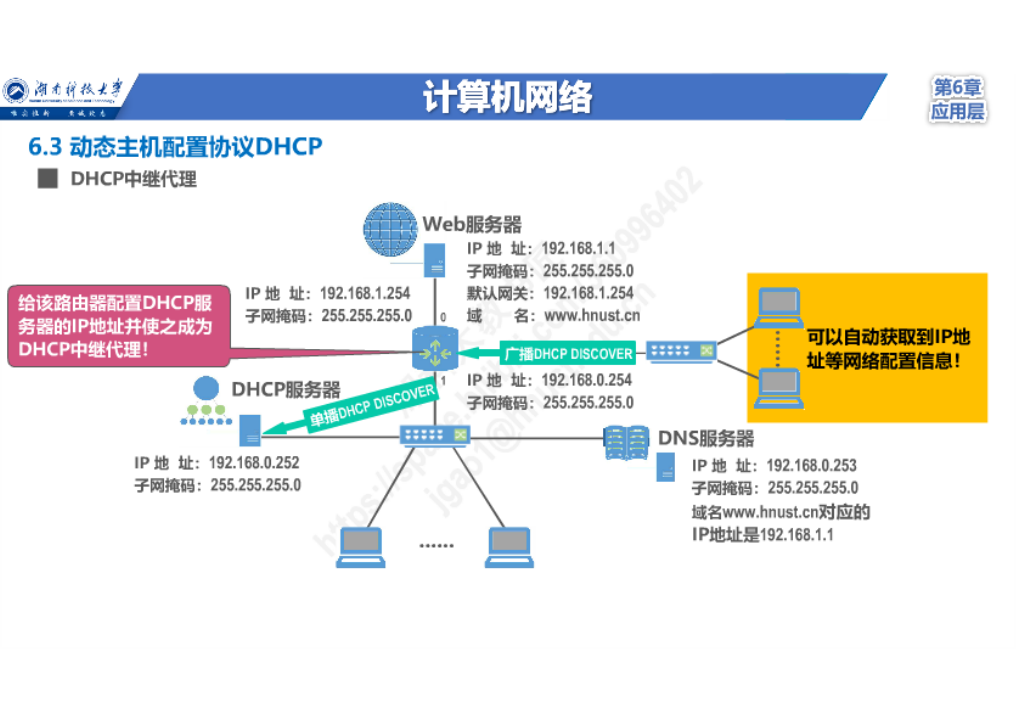 湖南科技大学
计算机网络
第6章
应用层
6.3 动态主机配置协议DHCP
DHCP中继代理
Web服务器
IP 地 址：192.168.1.1
子网掩码：255.255.255.0
默认网关：192.168.1.254
域 名：www.hnust.cn
IP 地 址：192.168.1.254
子网掩码：255.255.255.0
给该路由器配置DHCP服
务器的IP地址并使之成为
DHCP中继代理！
0
1
广播DHCP DISCOVER
可以自动获取到IP地
址等网络配置信息！
IP 地 址：192.168.0.254
子网掩码：255.255.255.0
DHCP服务器
单播DHCP DISCOVER
IP 地 址：192.168.0.252
子网掩码：255.255.255.0
DNS服务器
IP 地 址：192.168.0.253
子网掩码：255.255.255.0
域名www.hnust.cn对应的
IP地址是192.168.1.1
……